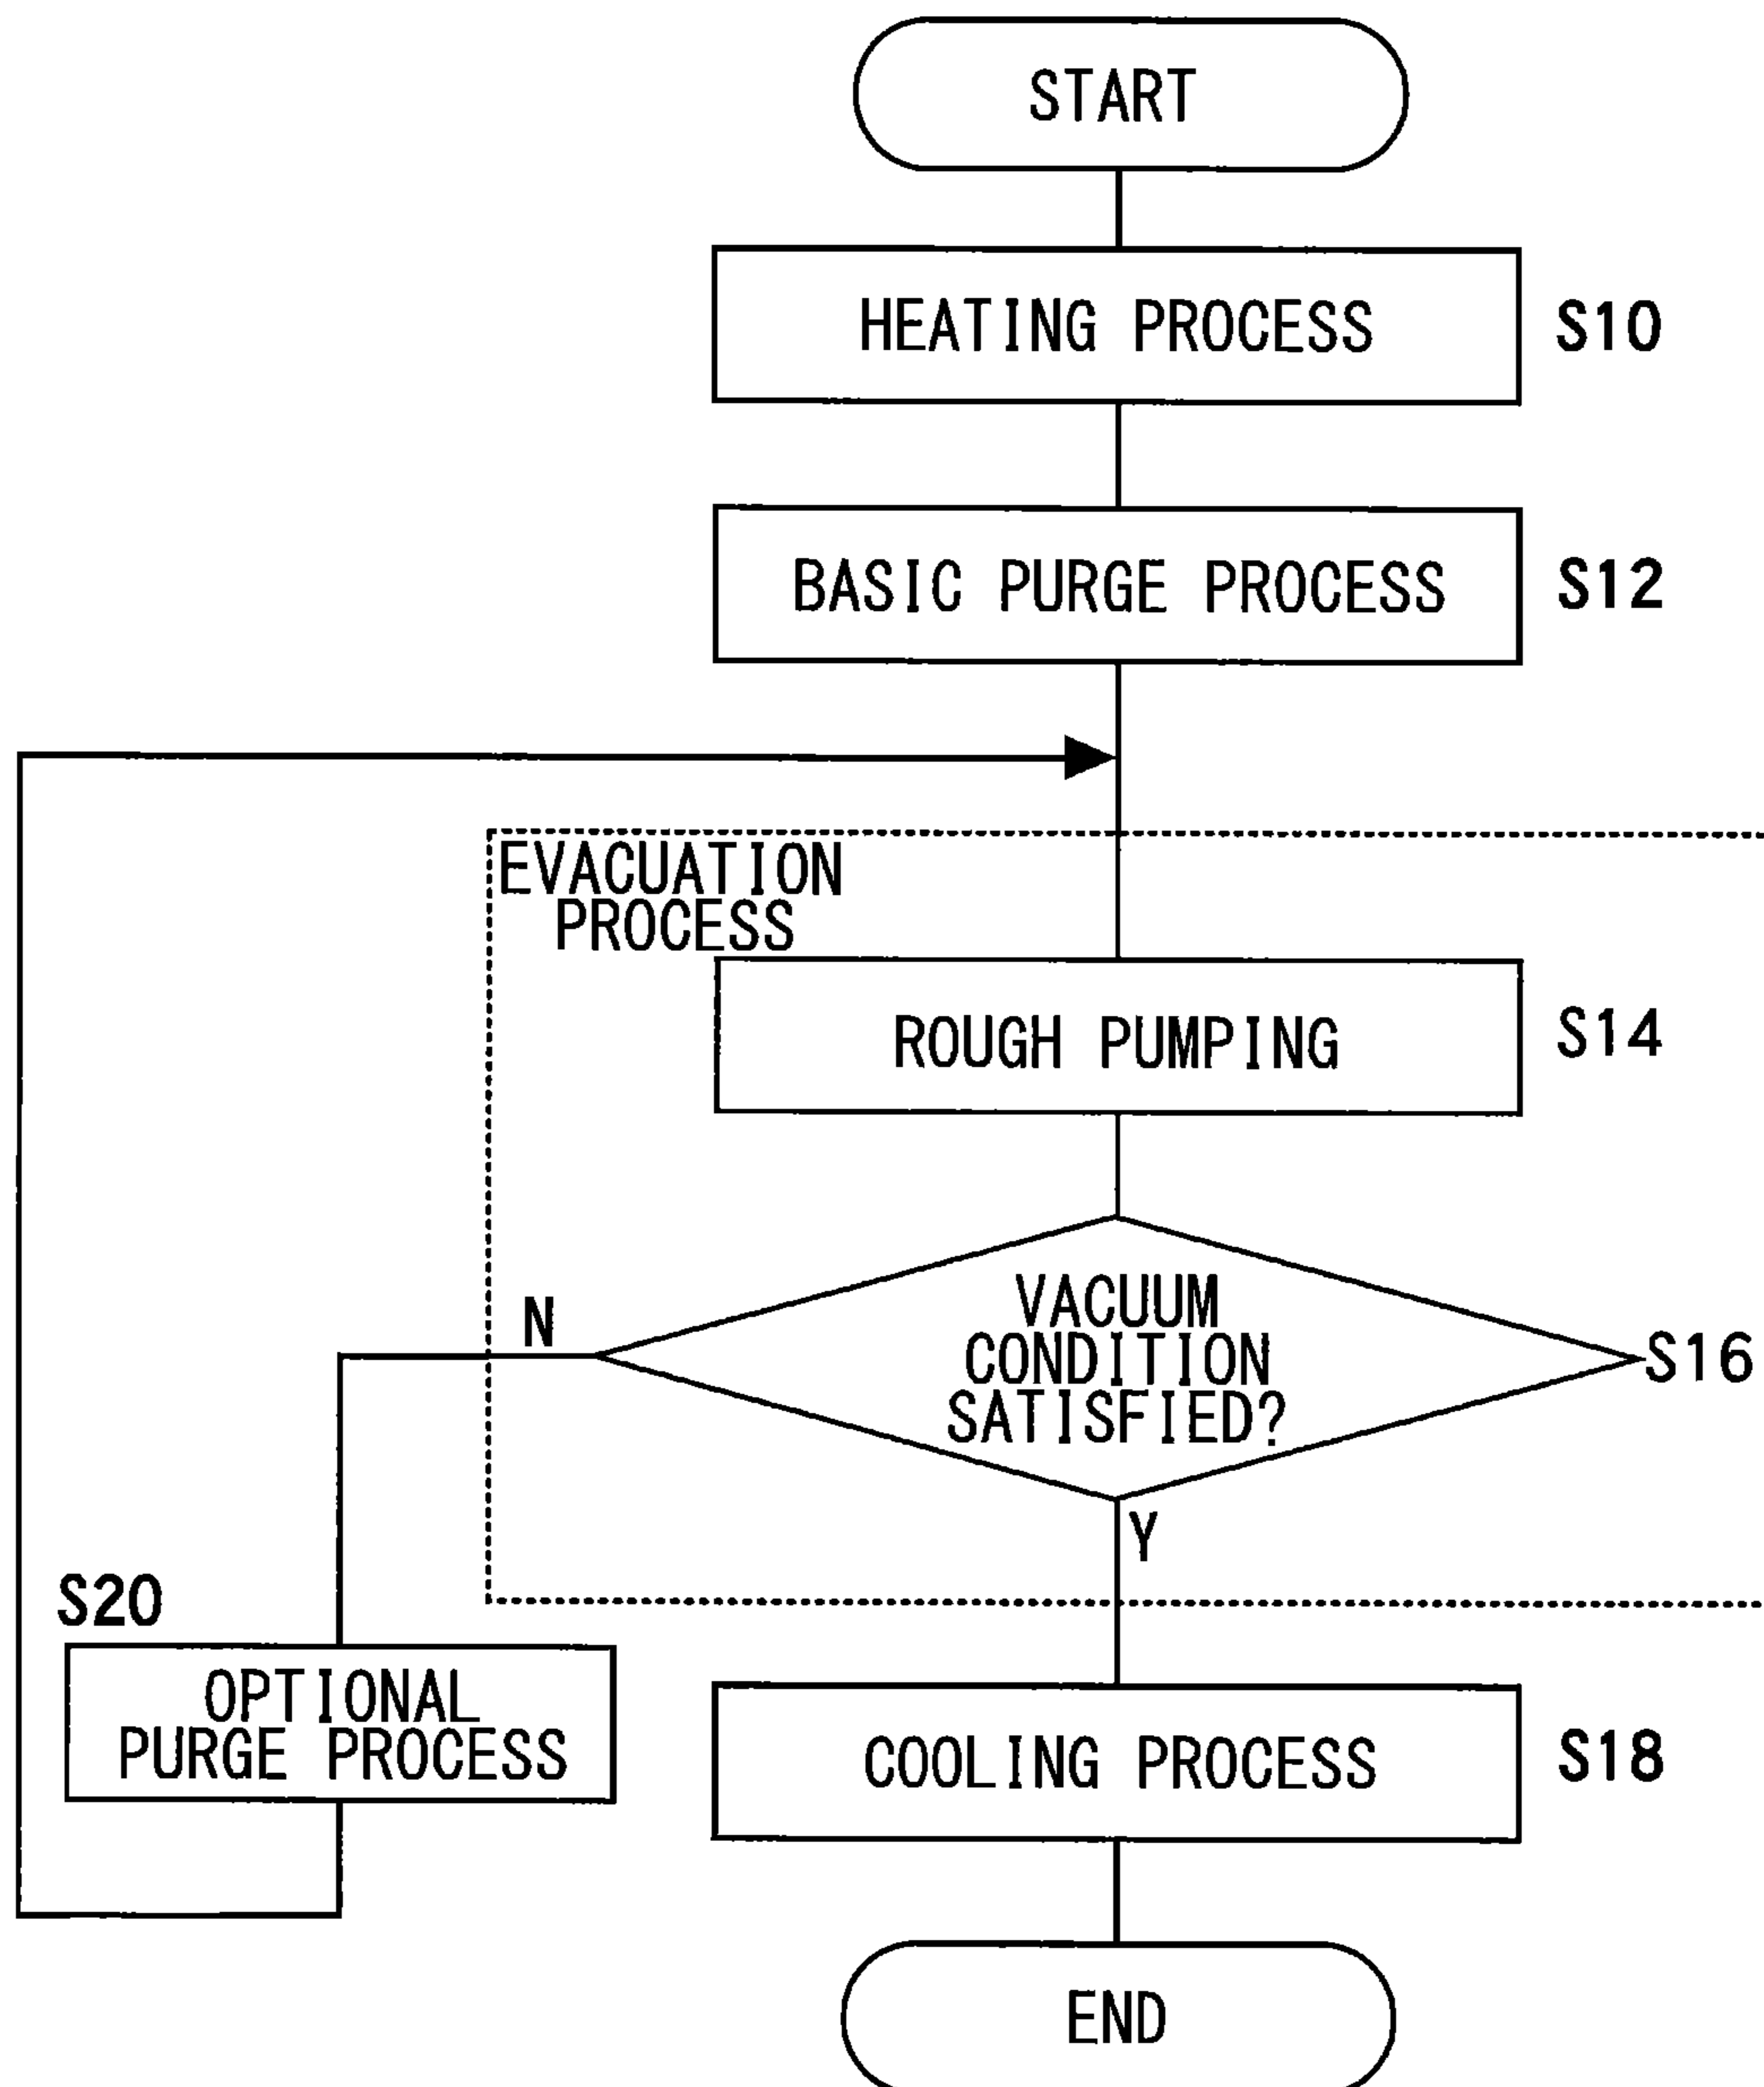 START
HEATING PROCESS
S10
BASIC PURGE PROCESS
S12
EVACUATION
PROCESS
ROUGH PUMPING
S14
VACUUM
CONDITION
SATISFIED?
S16
N
Y
S20
OPTIONAL
PURGE PROCESS
COOLING PROCESS
S18
END